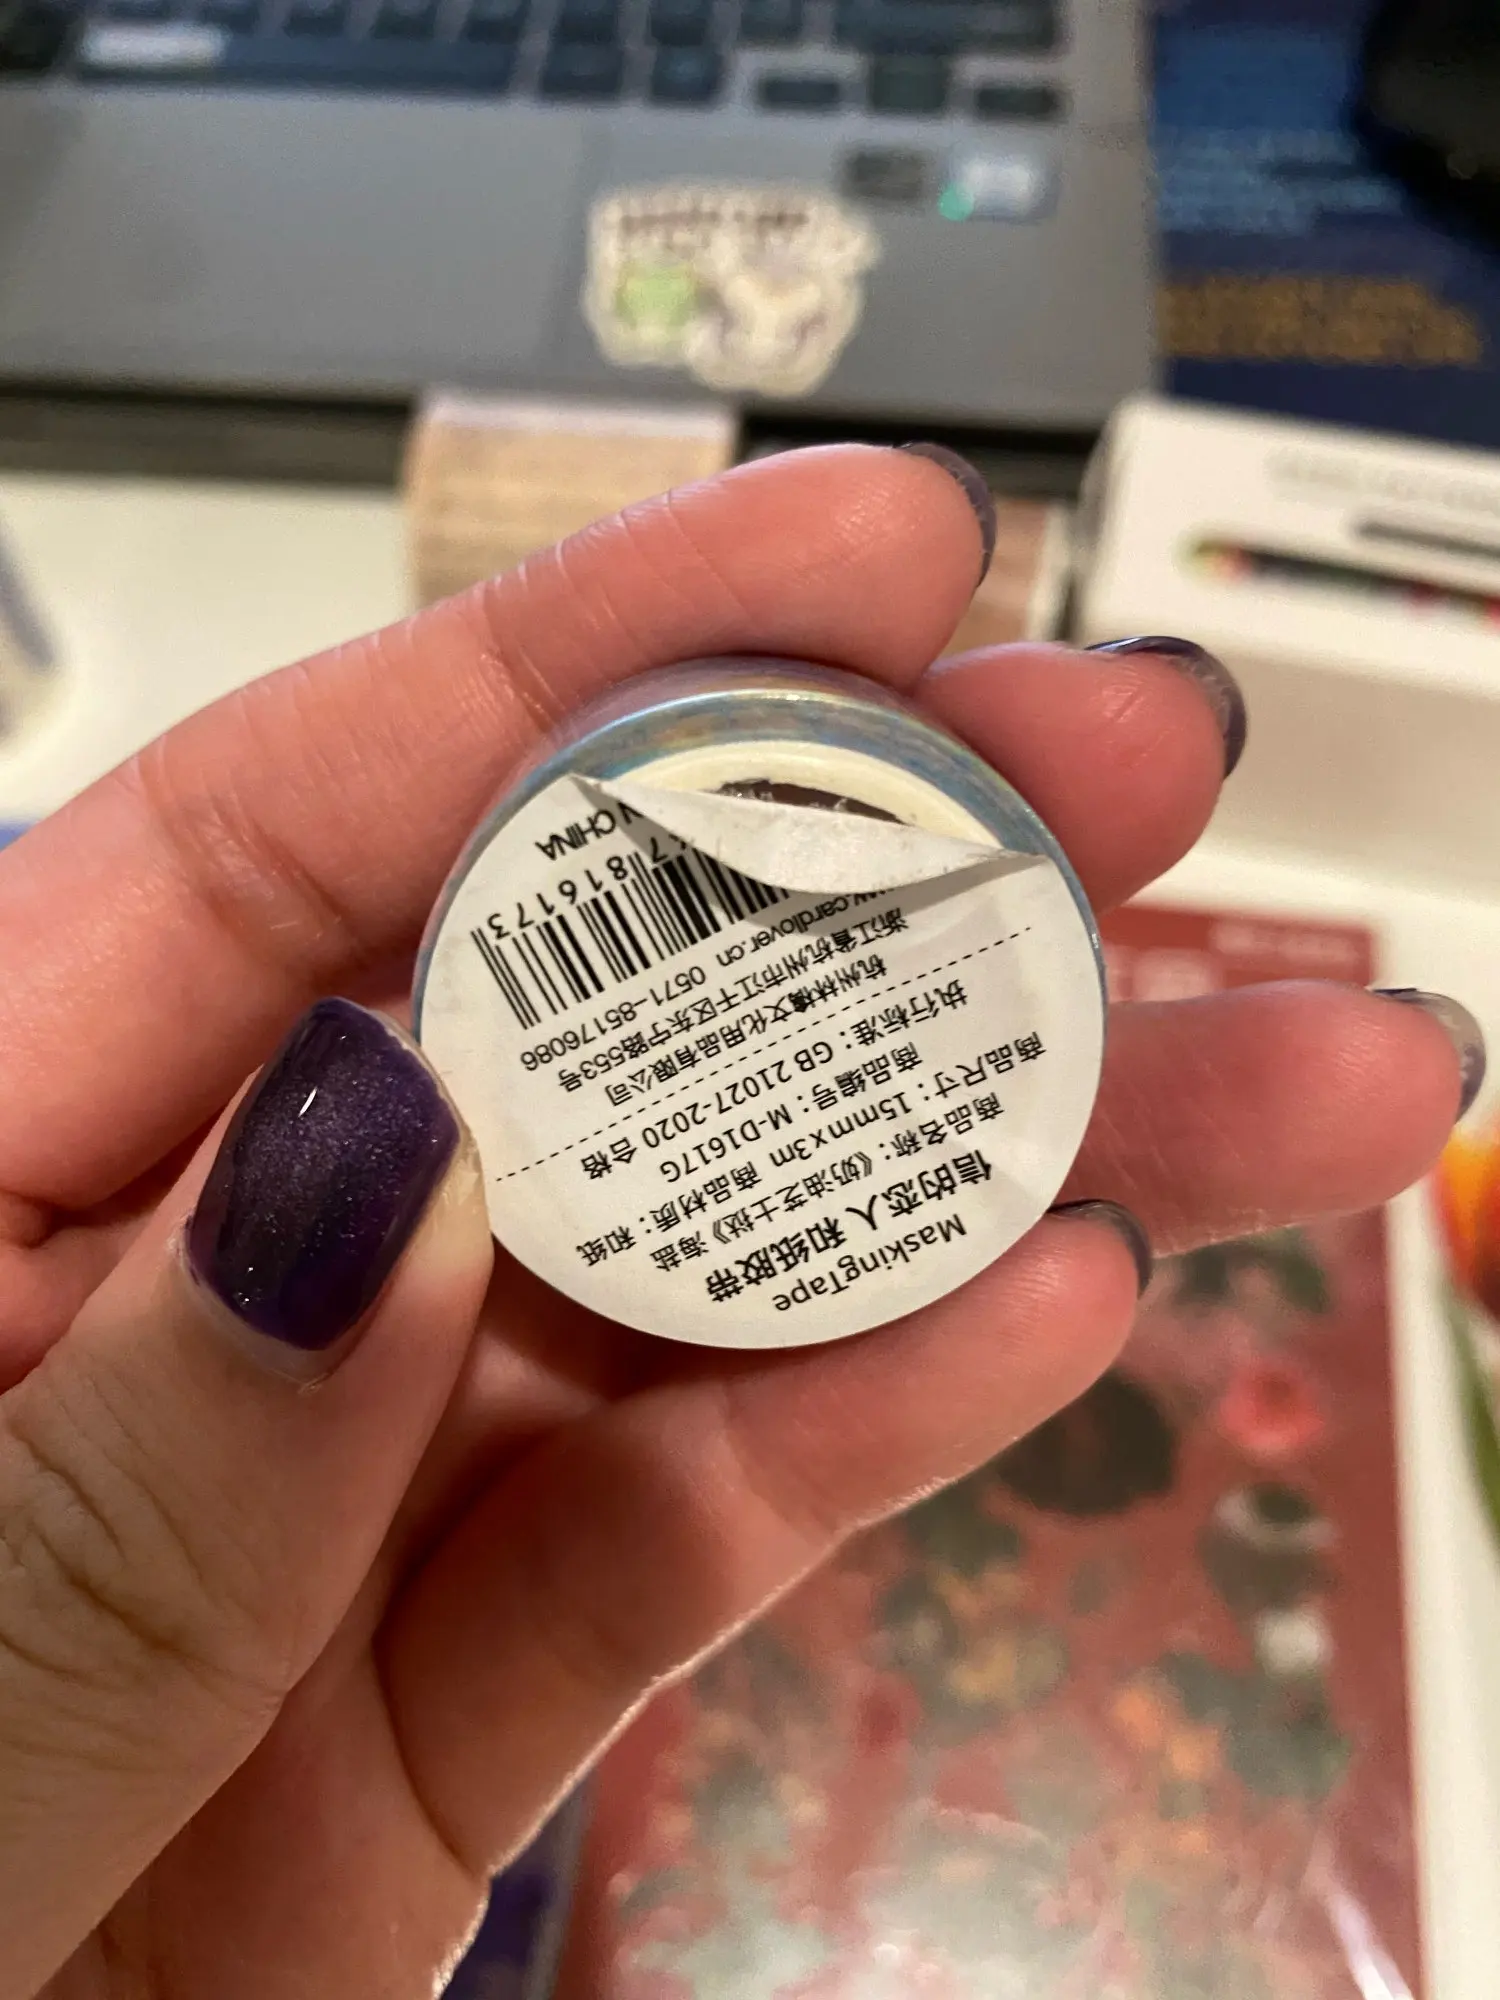 MaskingTape
信的恋人 和纸胶带
商品名称：《奶油芝士挞》海盐
商品尺寸：15mmx3m 商品材质：和纸
商品编号：M-D1617G
执行标准：GB 21027-2020 合格
杭州林檎文化用品有限公司
浙江省杭州市江干区东宁路553号
www.cardlover.cn 0571-85176086
816173
CHINA